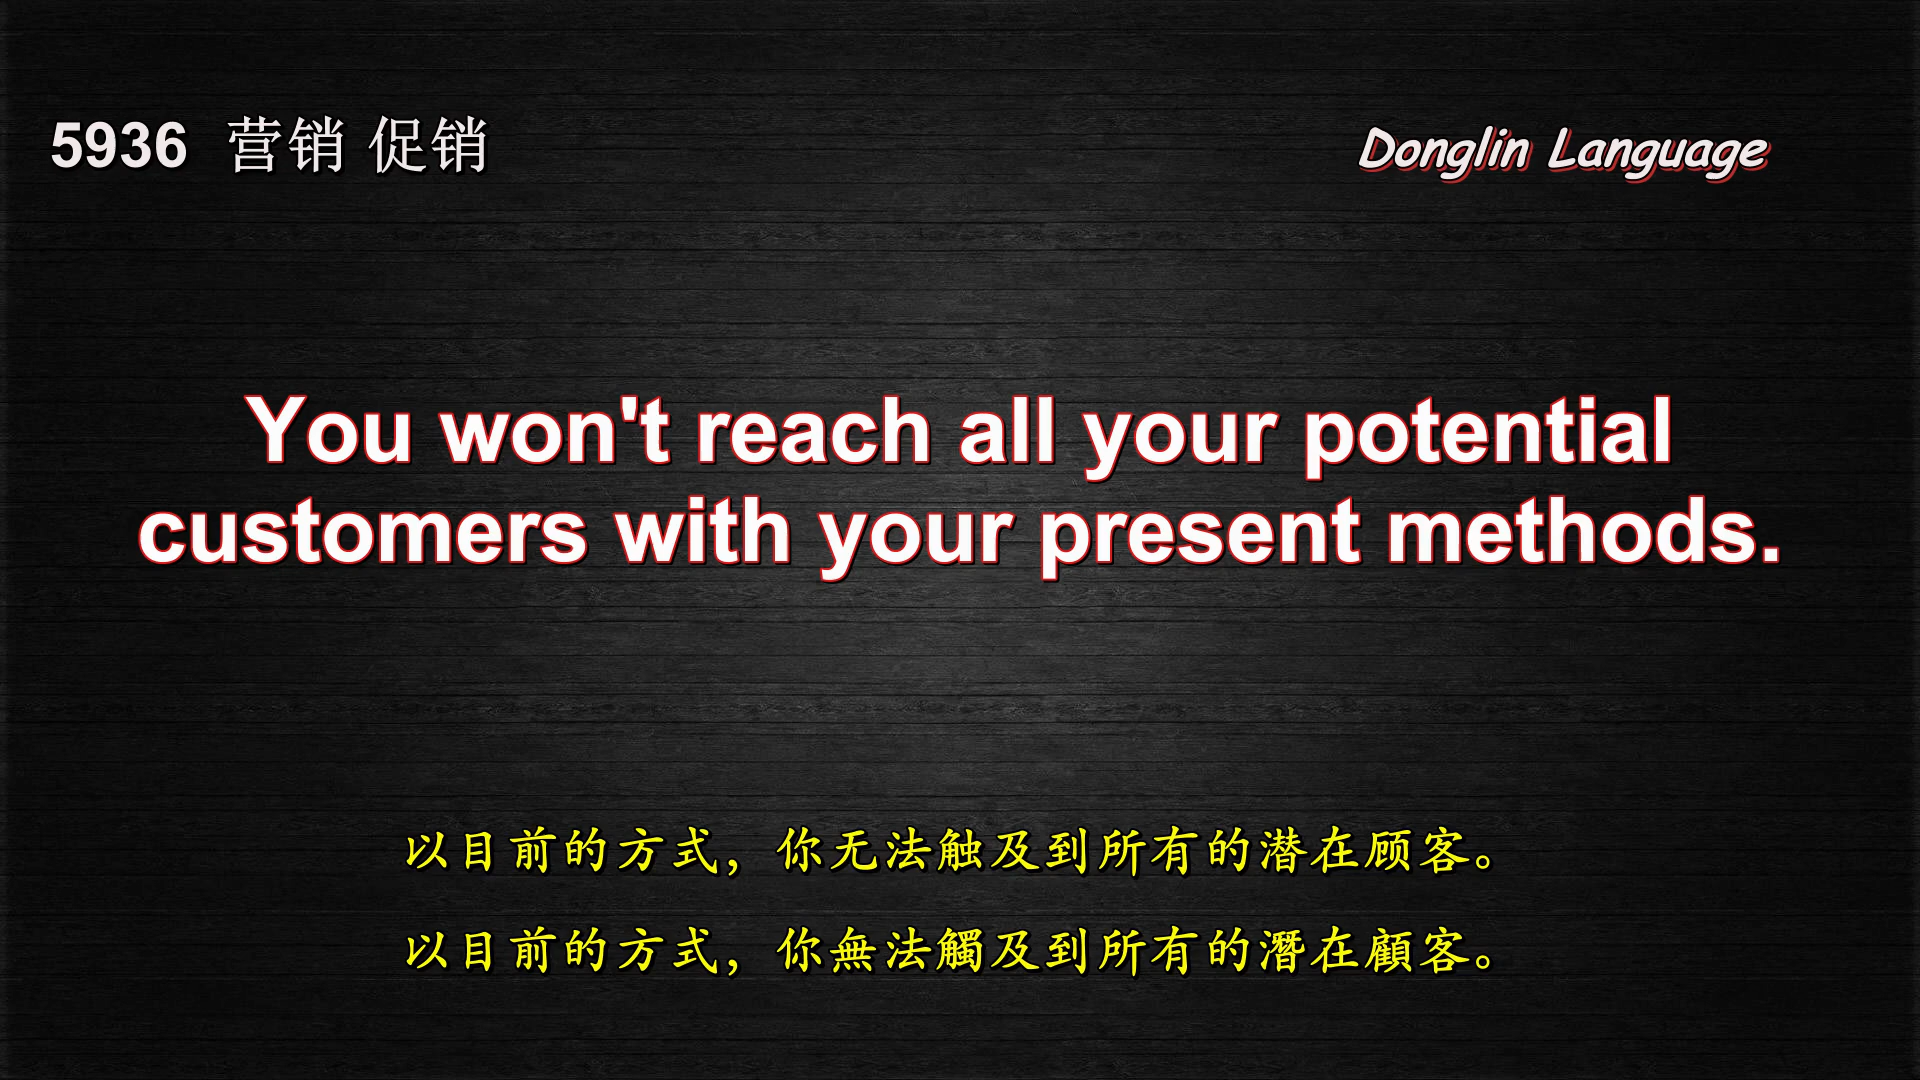 5936 营销 促销
Donglin Language
You won't reach all your potential
customers with your present methods.
以目前的方式，你无法触及到所有的潜在顾客。
以目前的方式，你無法觸及到所有的潛在顧客。